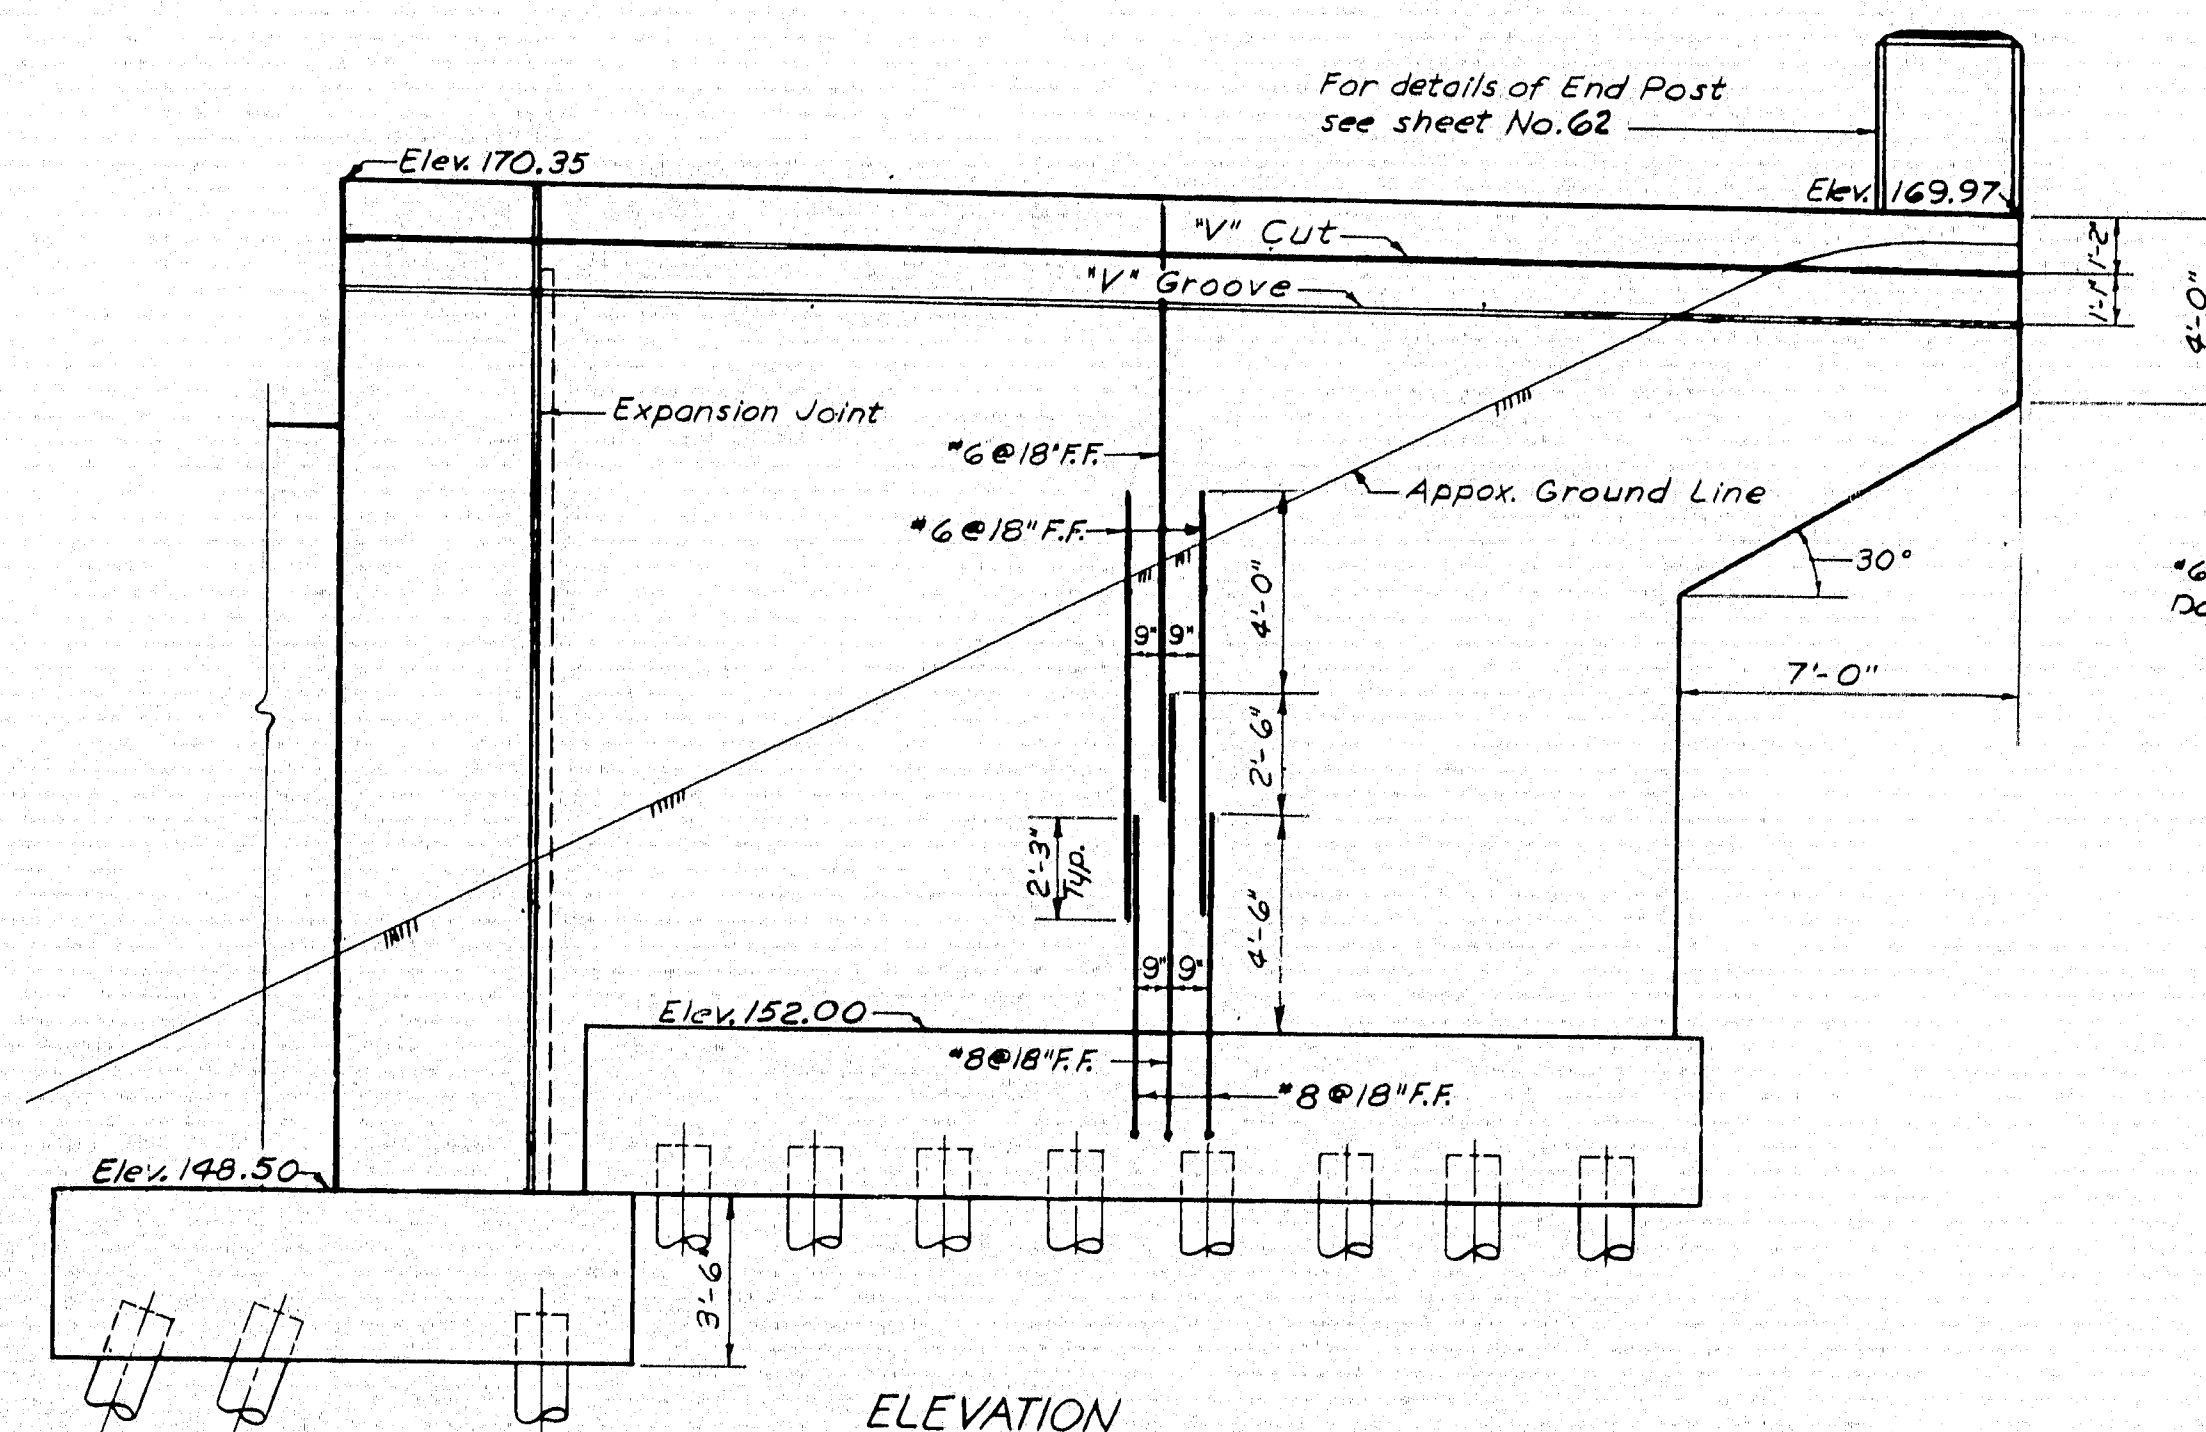 For details of End Post
see sheet No.62
Elev. 170.35
Elev. 169.97
"V" Cut
"V" Groove
1'-2"
1'-1"
4'-0"
Expansion Joint
#6@18"F.F.
#6@18"F.F.
Appox. Ground Line
30°
#6
9" 9"
4'-0"
7'-0"
2'-6"
2'-3"
Typ.
4'-6"
9" 9"
Elev. 152.00
#8@18"F.F.
#8@18"F.F.
Elev. 148.50
3'-6"
ELEVATION